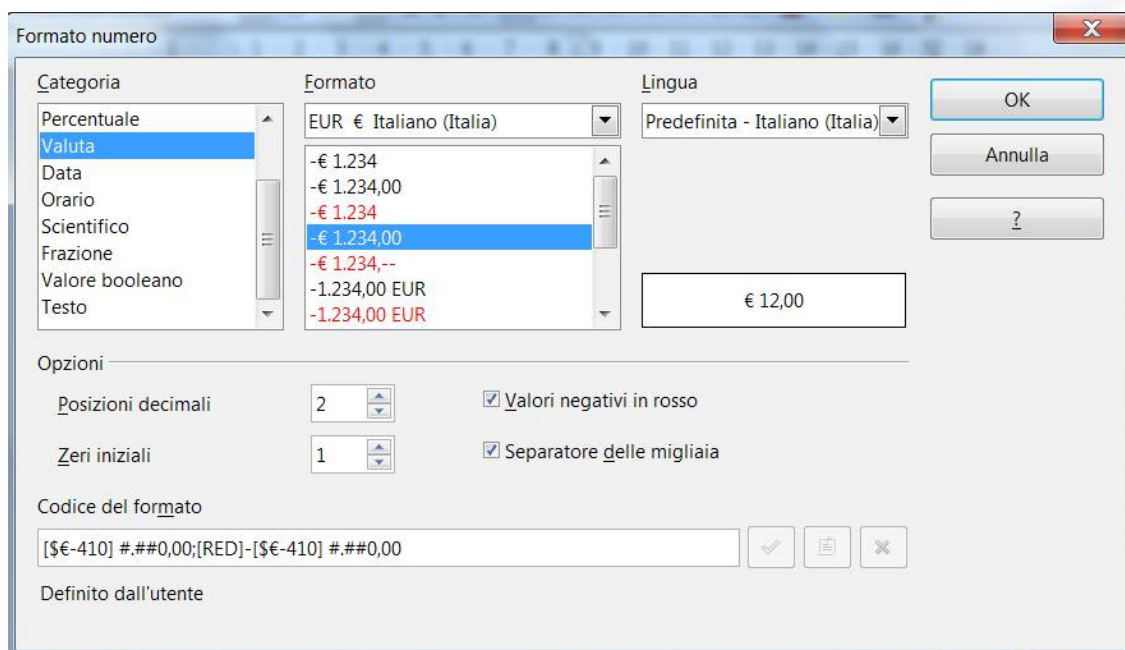 Formato numero
Categoria
Percentuale
Valuta
Data
Orario
Scientifico
Frazione
Valore booleano
Testo
Formato
EUR € Italiano (Italia)
-€ 1.234
-€ 1.234,00
-€ 1.234
-€ 1.234,00
-€ 1.234,--
-1.234,00 EUR
-1.234,00 EUR
Lingua
Predefinita - Italiano (Italia)
€ 12,00
OK
Annulla
?
Opzioni
Posizioni decimali 2
Valori negativi in rosso
Zeri iniziali 1
Separatore delle migliaia
Codice del formato
[$€-410] #.##0,00;[RED]-[$€-410] #.##0,00
Definito dall'utente